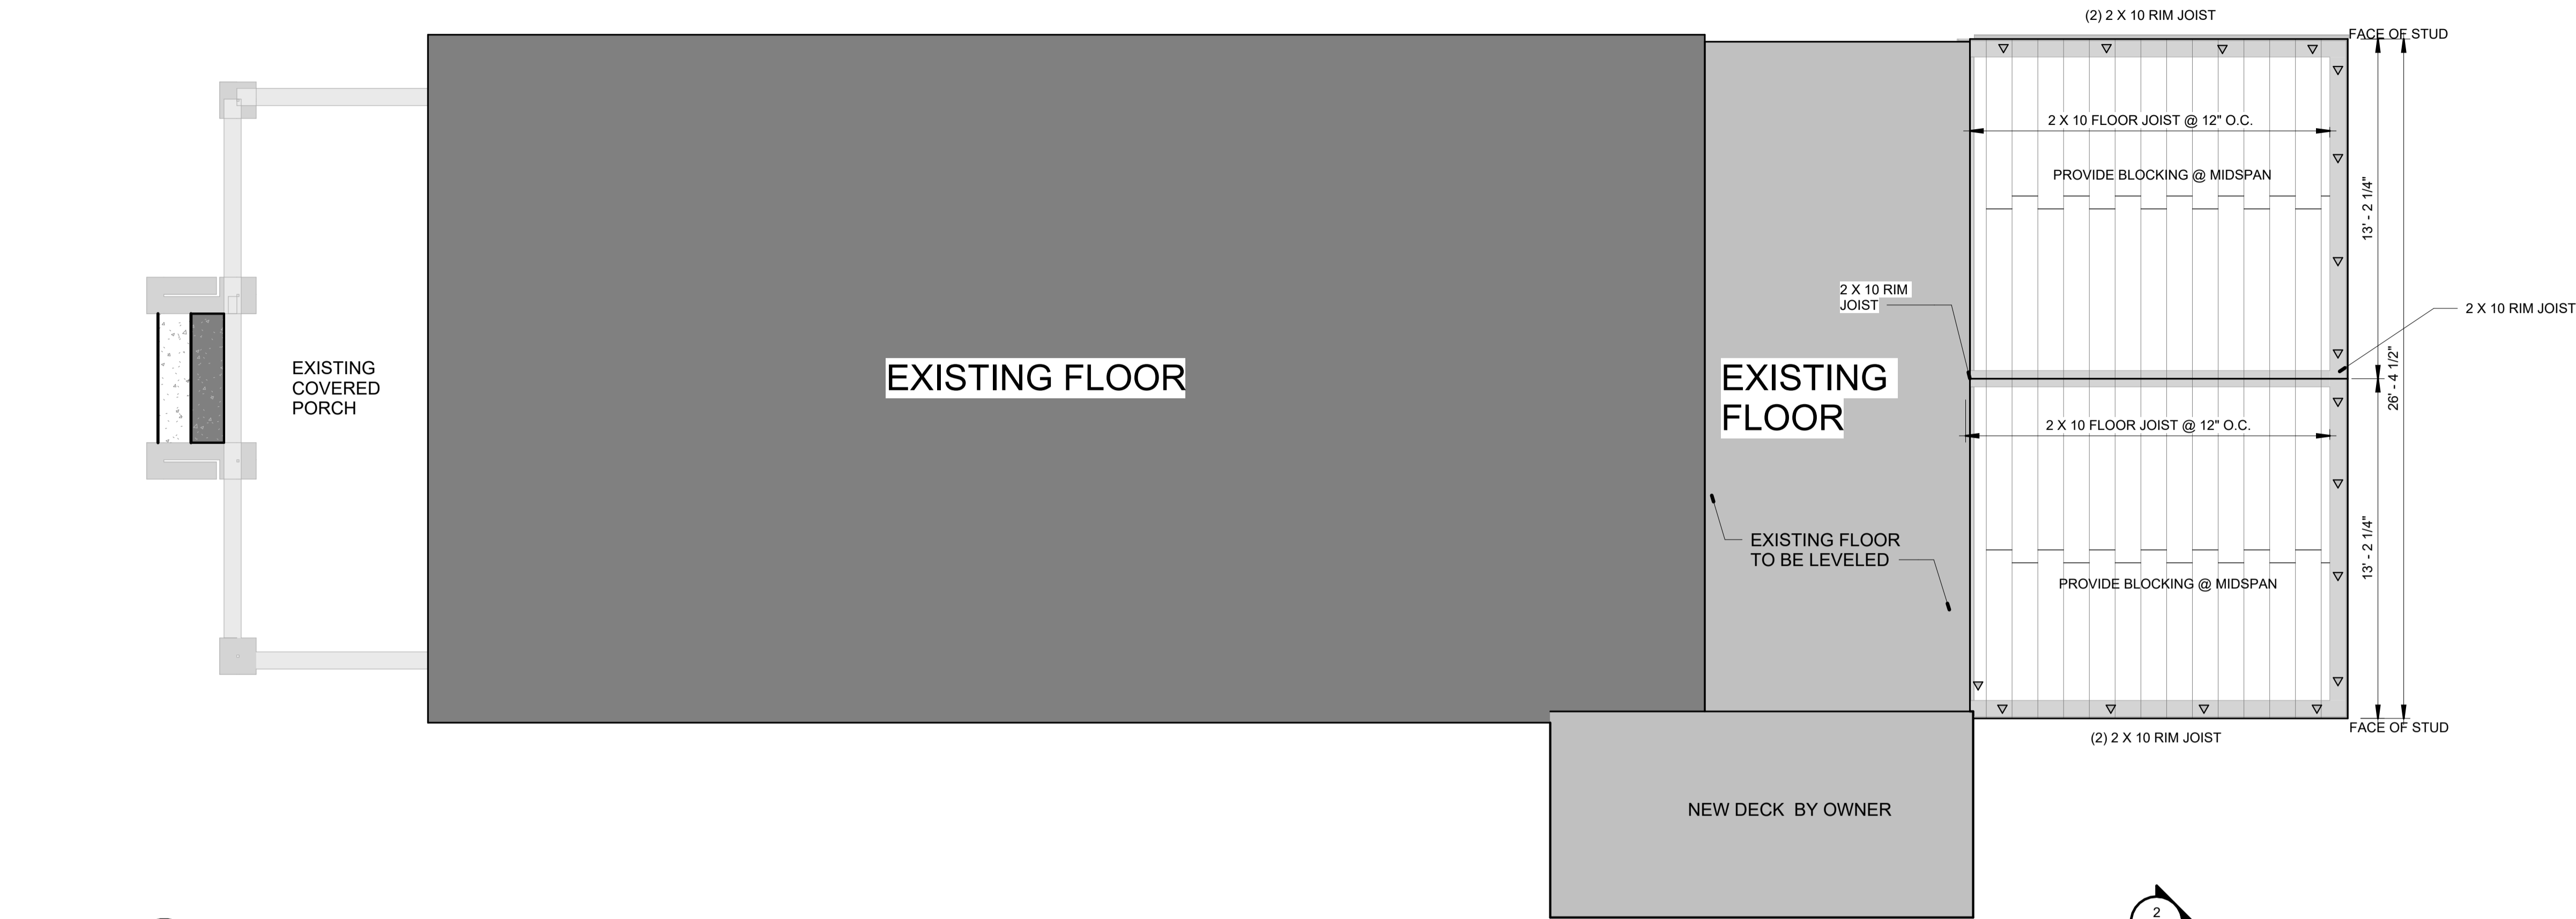 (2) 2 X 10 RIM JOIST
FACE OF STUD
2 X 10 FLOOR JOIST @ 12" O.C.
PROVIDE BLOCKING @ MIDSPAN
13' - 2 1/4"
2 X 10 RIM
JOIST
2 X 10 RIM JOIST
26' - 4 1/2"
EXISTING
COVERED
PORCH
EXISTING FLOOR
EXISTING
FLOOR
2 X 10 FLOOR JOIST @ 12" O.C.
EXISTING FLOOR
TO BE LEVELED
13' - 2 1/4"
PROVIDE BLOCKING @ MIDSPAN
FACE OF STUD
(2) 2 X 10 RIM JOIST
NEW DECK  BY OWNER
2